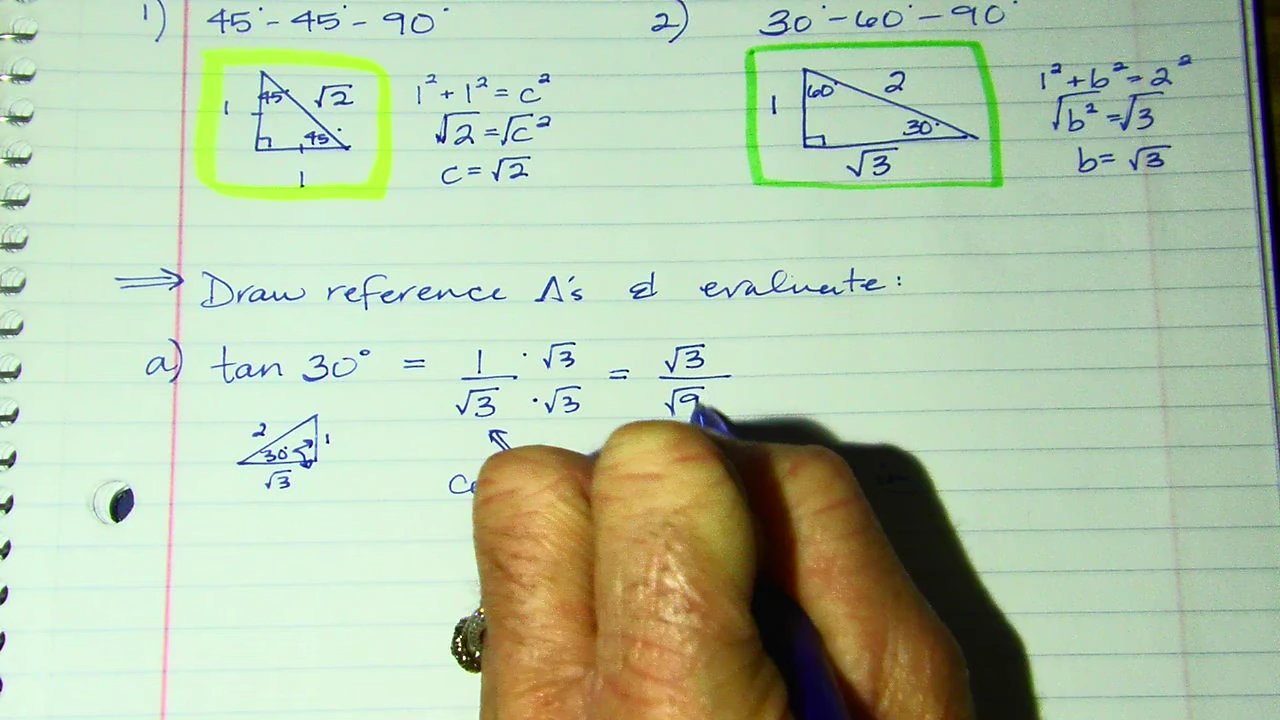 1) 45°-45°-90° 2) 30°-60°-90°
45° √2 1 45° 1
1² + 1² = c²
√2 = √c²
c = √2
60° 2 1 30° √3
1² + b² = 2²
√b² = √3
b = √3
⇒ Draw reference Δ's & evaluate:
a) tan 30° = 1/√3 · √3/√3 = √3/√9
2 30° 1 √3